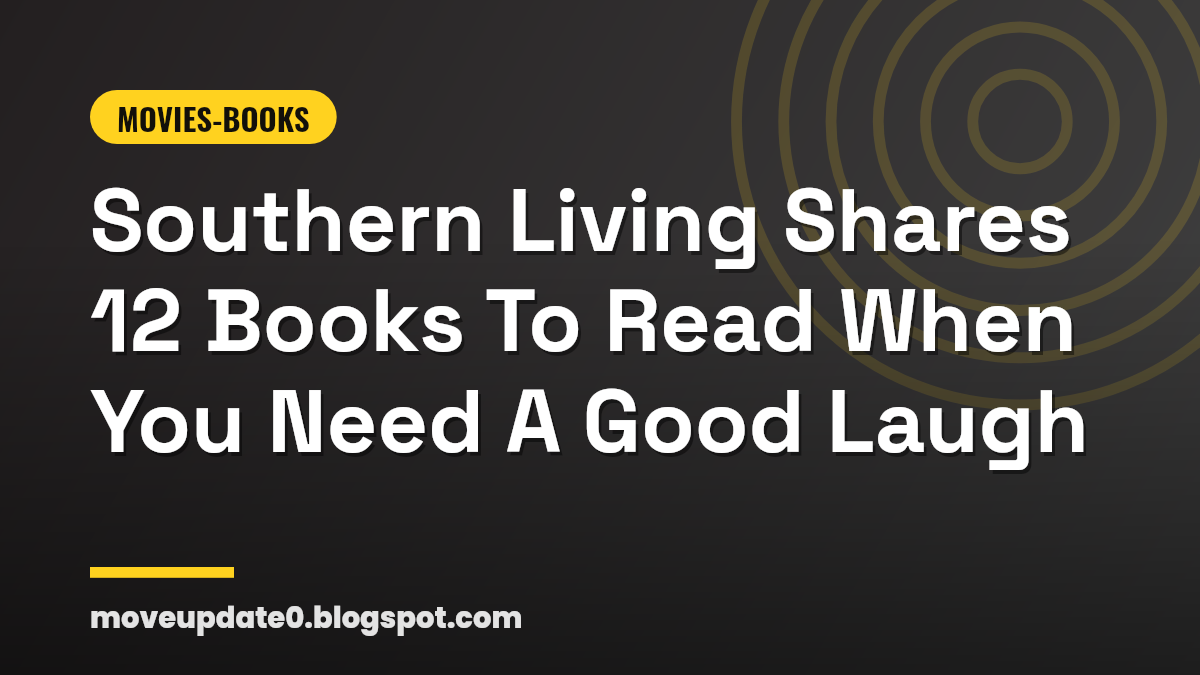 MOVIES-BOOKS
Southern Living Shares
12 Books To Read When
You Need A Good Laugh
moveupdate0.blogspot.com